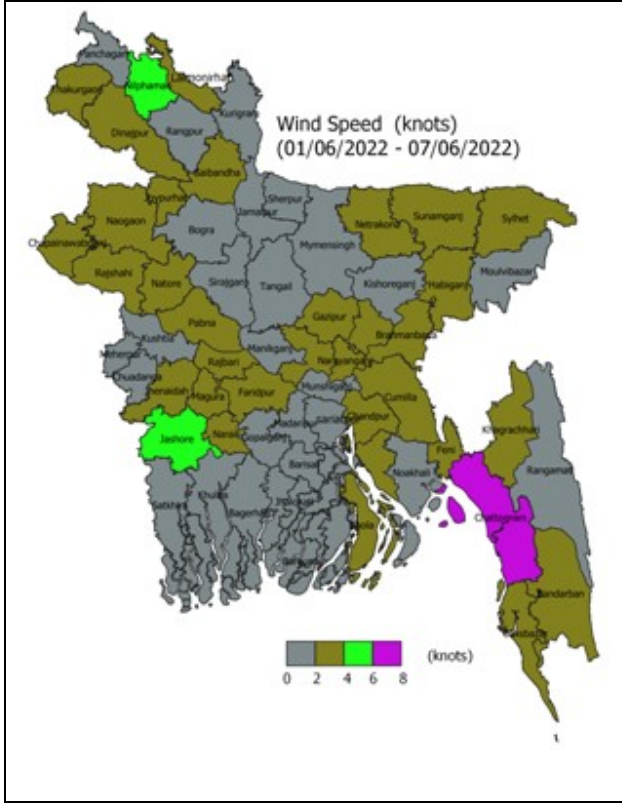 Panchagarh
Nilphamari
Lalmonirhat
Thakurgaon
Kurigram
Dinajpur
Rangpur
Wind Speed (knots)
(01/06/2022 - 07/06/2022)
Gaibandha
Joypurhat
Sherpur
Jamalpur
Naogaon
Bogra
Netrakona
Sunamganj
Sylhet
Mymensingh
Chapainawabganj
Rajshahi
Natore
Sirajganj
Tangail
Kishoreganj
Habiganj
Moulvibazar
Pabna
Gazipur
Kushtia
Brahmanbaria
Meherpur
Manikganj
Narayanganj
Chuadanga
Rajbari
Jhenaidah
Magura
Faridpur
Munshiganj
Cumilla
Chandpur
Khagrachhari
Jashore
Narail
Gopalganj
Madaripur
Feni
Rangamati
Noakhali
Barisal
Satkhira
Khulna
Bagerhat
Bhola
Chattogram
Bandarban
(knots)
0 2 4 6 8